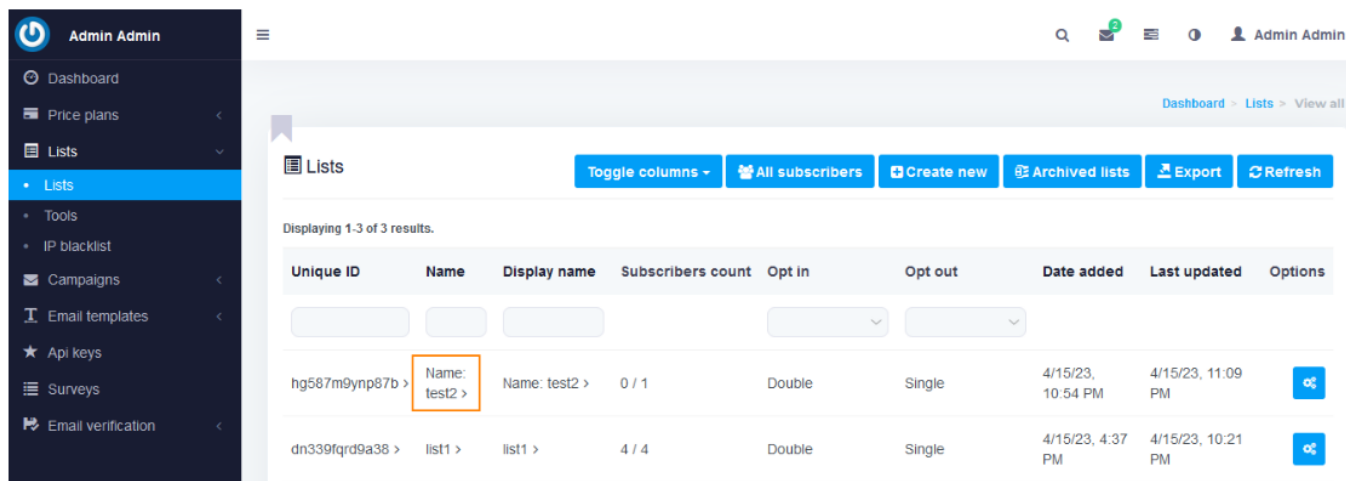 Admin Admin
2
Admin Admin
Dashboard
Price plans
Lists
Lists
Tools
IP blacklist
Campaigns
Email templates
Api keys
Surveys
Email verification
Dashboard > Lists > View all
Lists
Toggle columns
All subscribers
Create new
Archived lists
Export
Refresh
Displaying 1-3 of 3 results.
Unique ID Name Display name Subscribers count Opt in Opt out Date added Last updated Options
hg587m9ynp87b > Name: test2 > Name: test2 > 0 / 1 Double Single 4/15/23, 10:54 PM 4/15/23, 11:09 PM
dn339fqrd9a38 > list1 > list1 > 4 / 4 Double Single 4/15/23, 4:37 PM 4/15/23, 10:21 PM